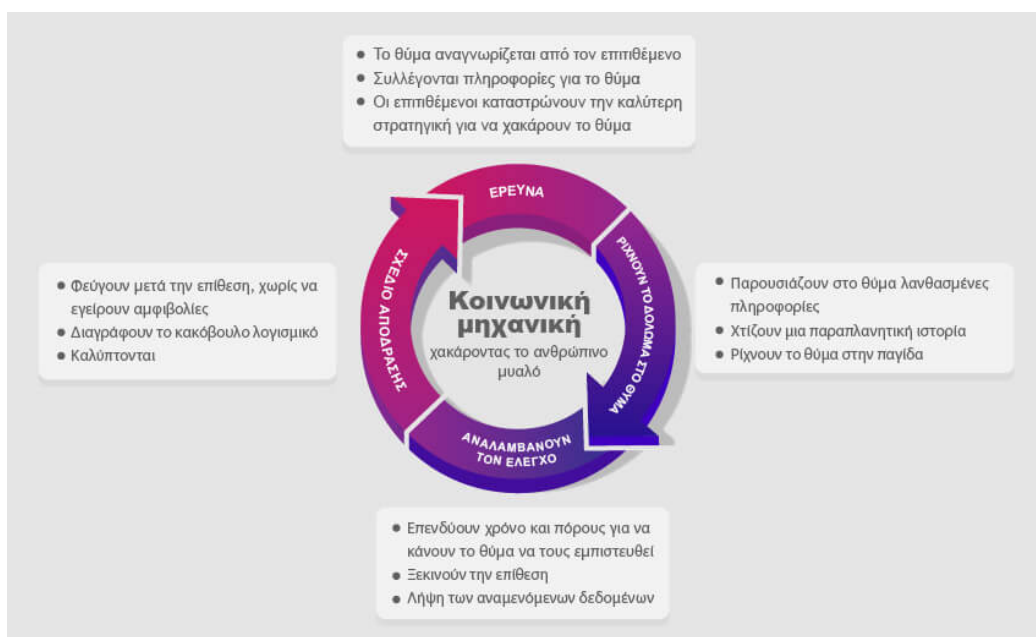 ● Το θύμα αναγνωρίζεται από τον επιτιθέμενο
● Συλλέγονται πληροφορίες για το θύμα
● Οι επιτιθέμενοι καταστρώνουν την καλύτερη
στρατηγική για να χακάρουν το θύμα
ΕΡΕΥΝΑ
ΡΙΧΝΟΥΝ ΤΟ ΔΟΛΩΜΑ ΣΤΟ ΘΥΜΑ
● Παρουσιάζουν στο θύμα λανθασμένες
πληροφορίες
● Χτίζουν μια παραπλανητική ιστορία
● Ρίχνουν το θύμα στην παγίδα
ΑΝΑΛΑΜΒΑΝΟΥΝ
ΤΟΝ ΕΛΕΓΧΟ
● Επενδύουν χρόνο και πόρους για να
κάνουν το θύμα να τους εμπιστευθεί
● Ξεκινούν την επίθεση
● Λήψη των αναμενόμενων δεδομένων
ΣΧΕΔΙΟ ΑΠΟΔΡΑΣΗΣ
● Φεύγουν μετά την επίθεση, χωρίς να
εγείρουν αμφιβολίες
● Διαγράφουν το κακόβουλο λογισμικό
● Καλύπτονται
Κοινωνική
μηχανική
χακάροντας το ανθρώπινο
μυαλό